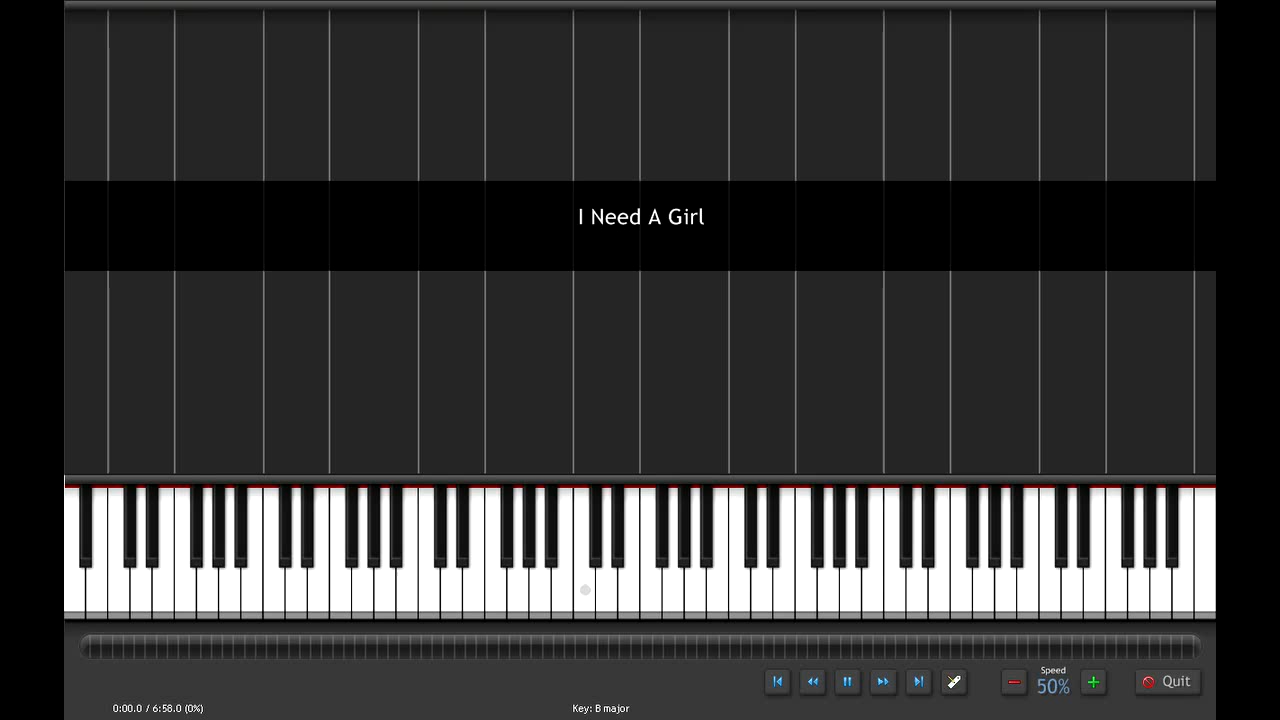 I Need A Girl
Speed
50%
Quit
0:00.0 / 6:58.0 (0%)
Key: B major